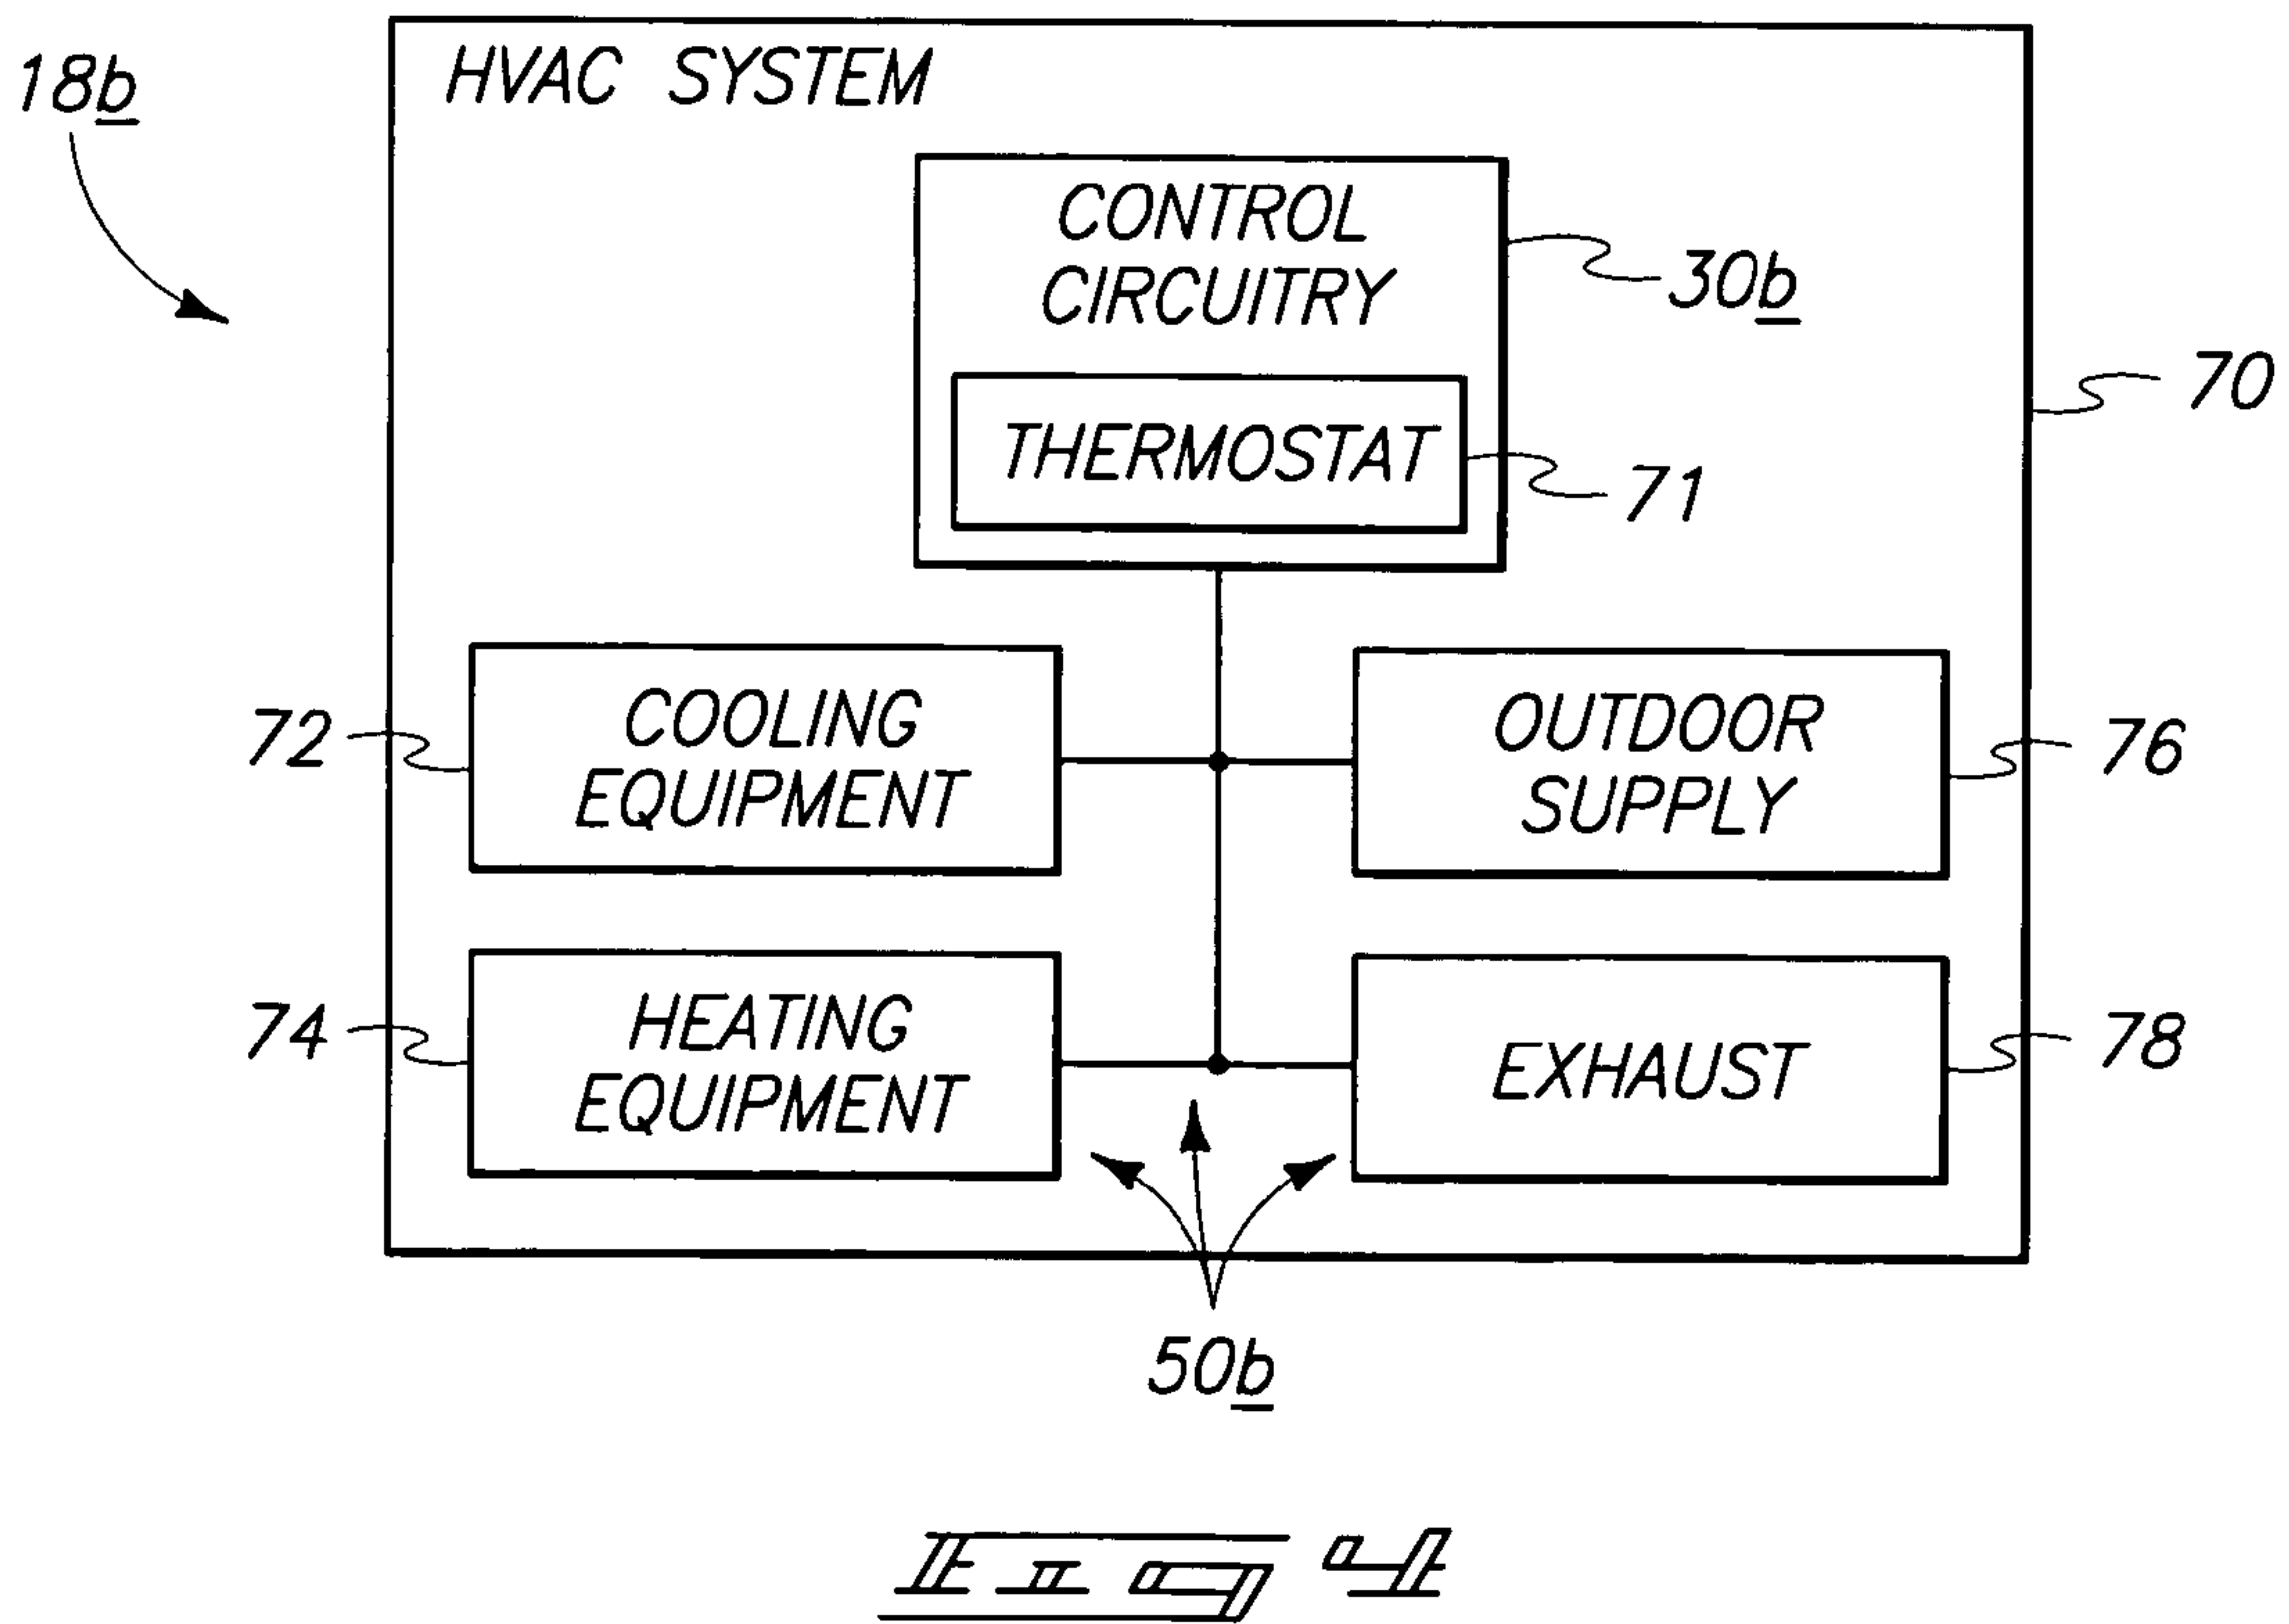 18b
HVAC SYSTEM
CONTROL
CIRCUITRY
30b
70
THERMOSTAT
71
72
COOLING
EQUIPMENT
OUTDOOR
SUPPLY
76
74
HEATING
EQUIPMENT
EXHAUST
78
50b
FIG 4